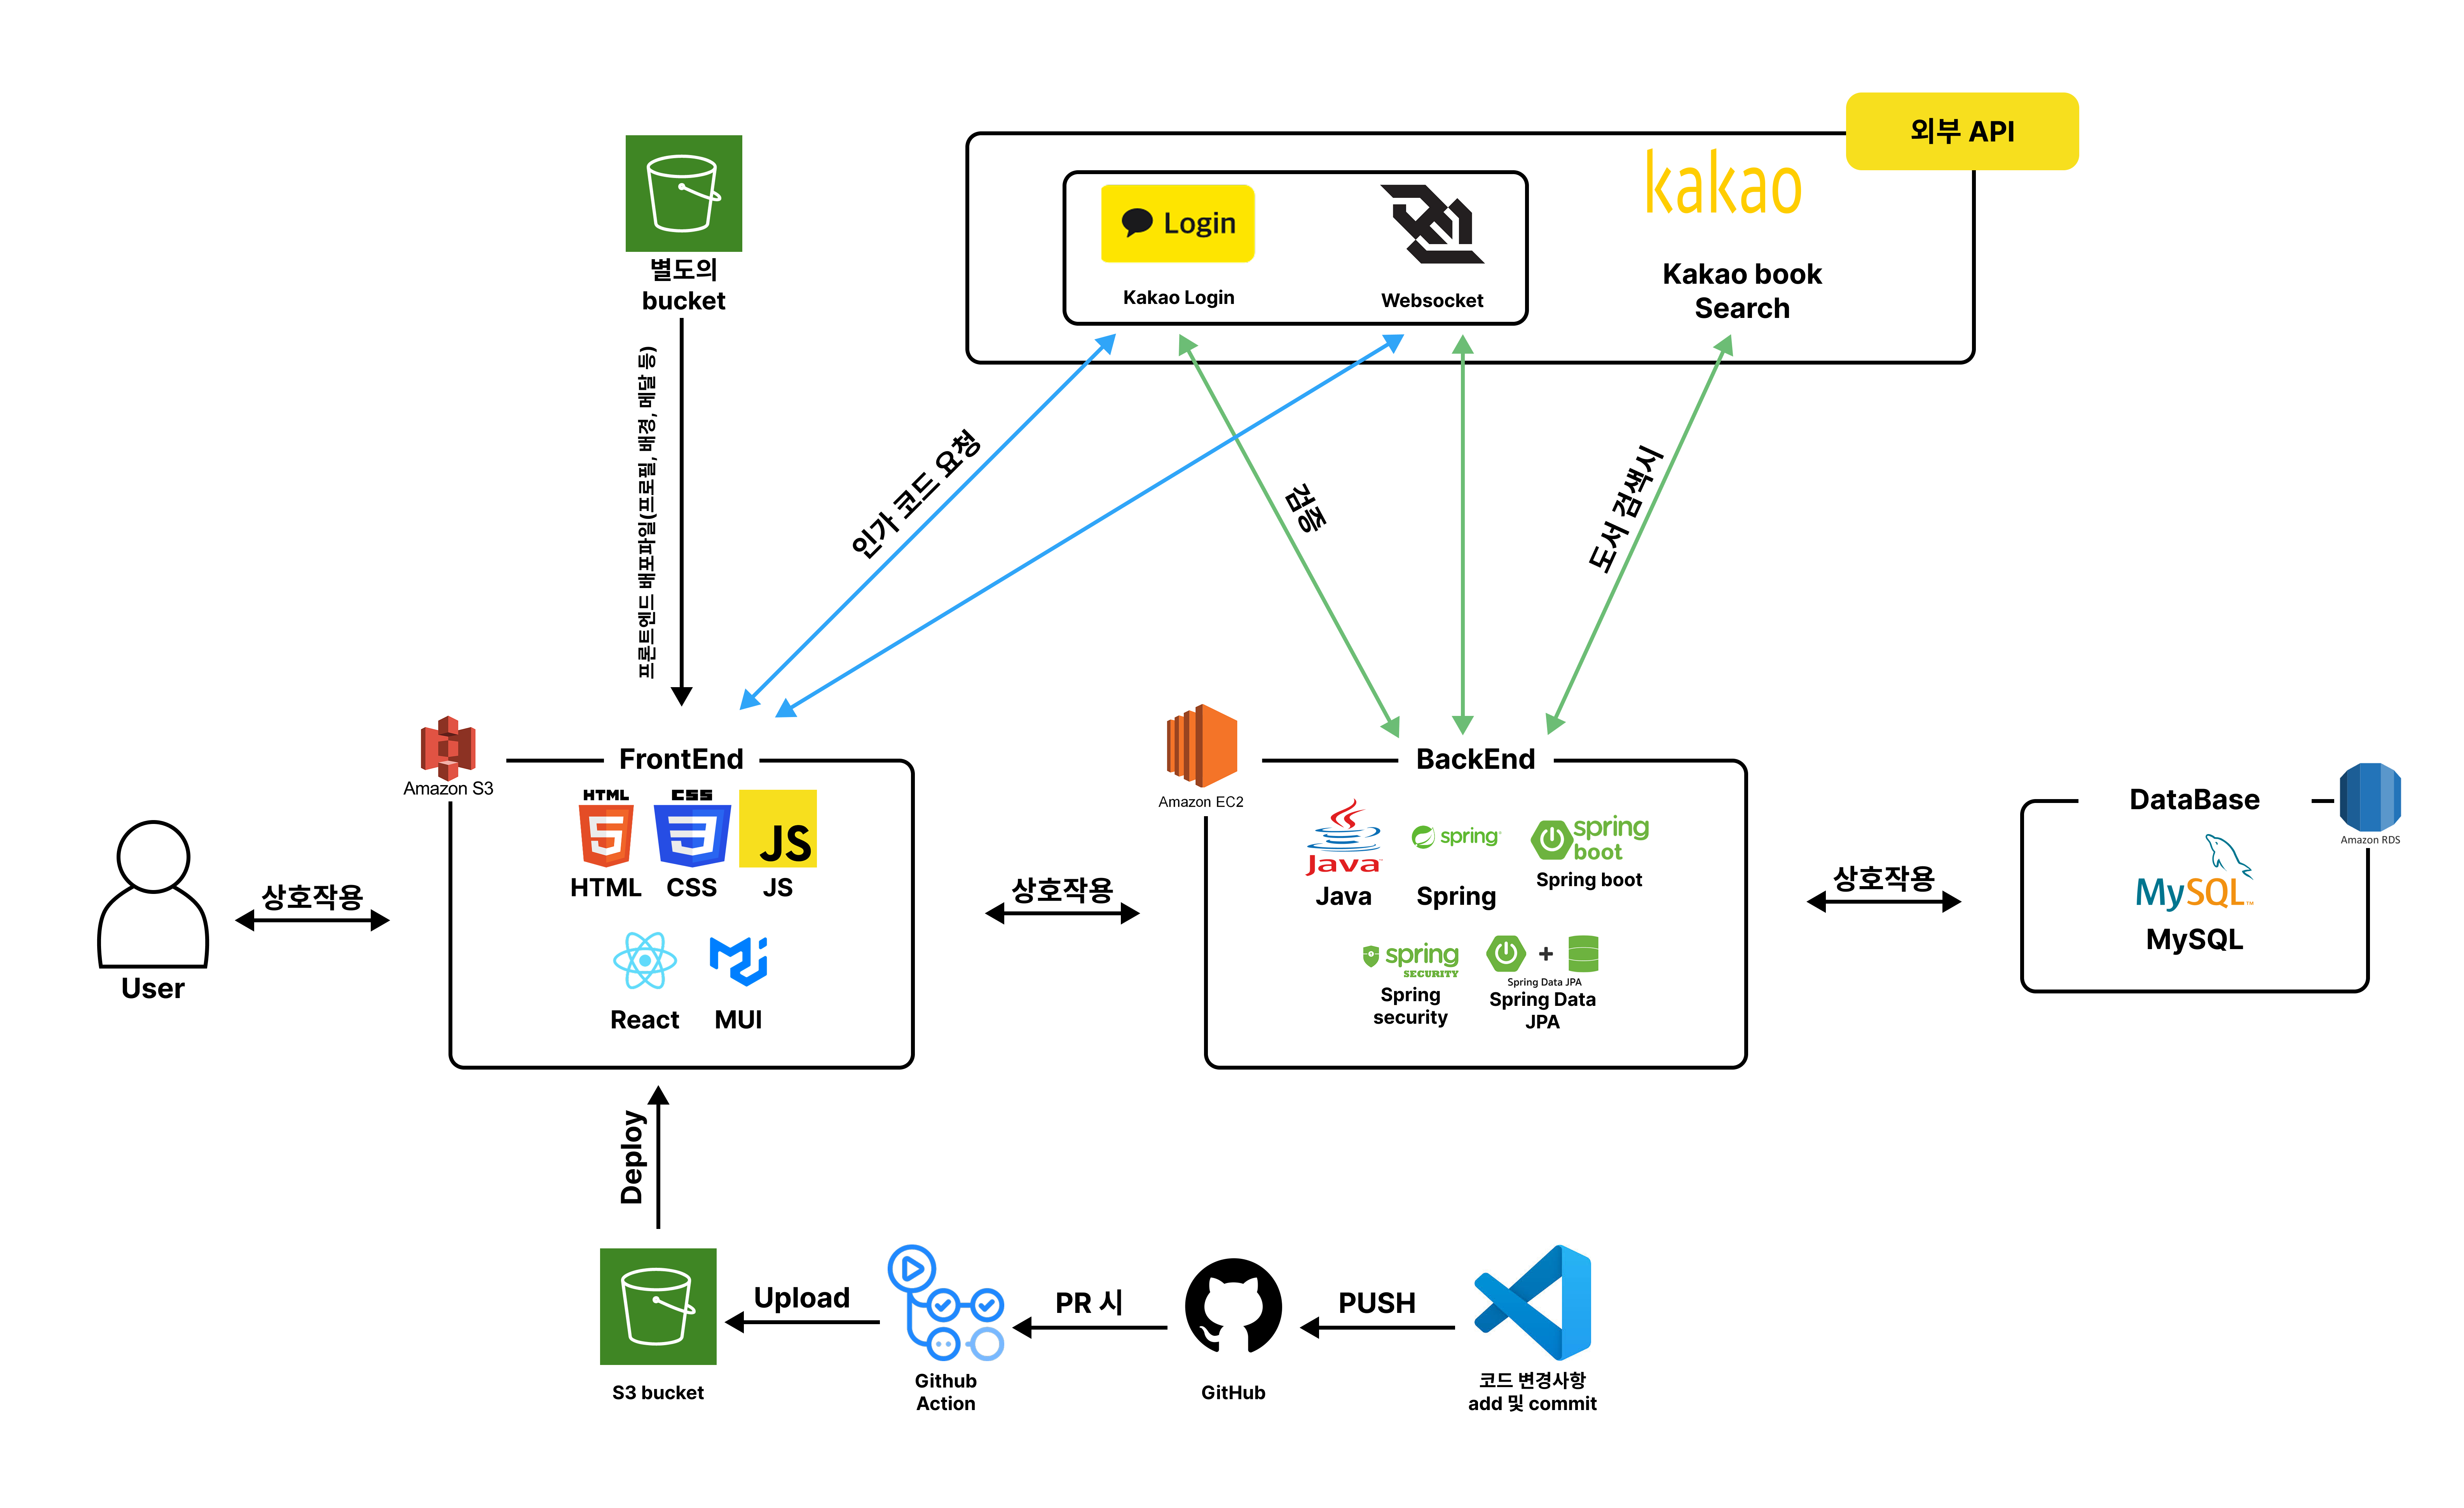 외부 API
Login
Kakao Login
Websocket
kakao
Kakao book
Search
별도의
bucket
프론트엔드 배포파일(프로필, 배경, 메달 등)
인가 코드 요청
검증
도서 검색시
Amazon S3
FrontEnd
HTML
CSS
JS
HTML
CSS
JS
React
MUI
User
상호작용
상호작용
Amazon EC2
BackEnd
Java
spring
spring
boot
Java
Spring
Spring boot
spring
SECURITY
Spring
security
+
Spring Data JPA
Spring Data
JPA
상호작용
DataBase
Amazon RDS
MySQL
MySQL
Deploy
S3 bucket
Upload
Github
Action
PR 시
GitHub
PUSH
코드 변경사항
add 및 commit